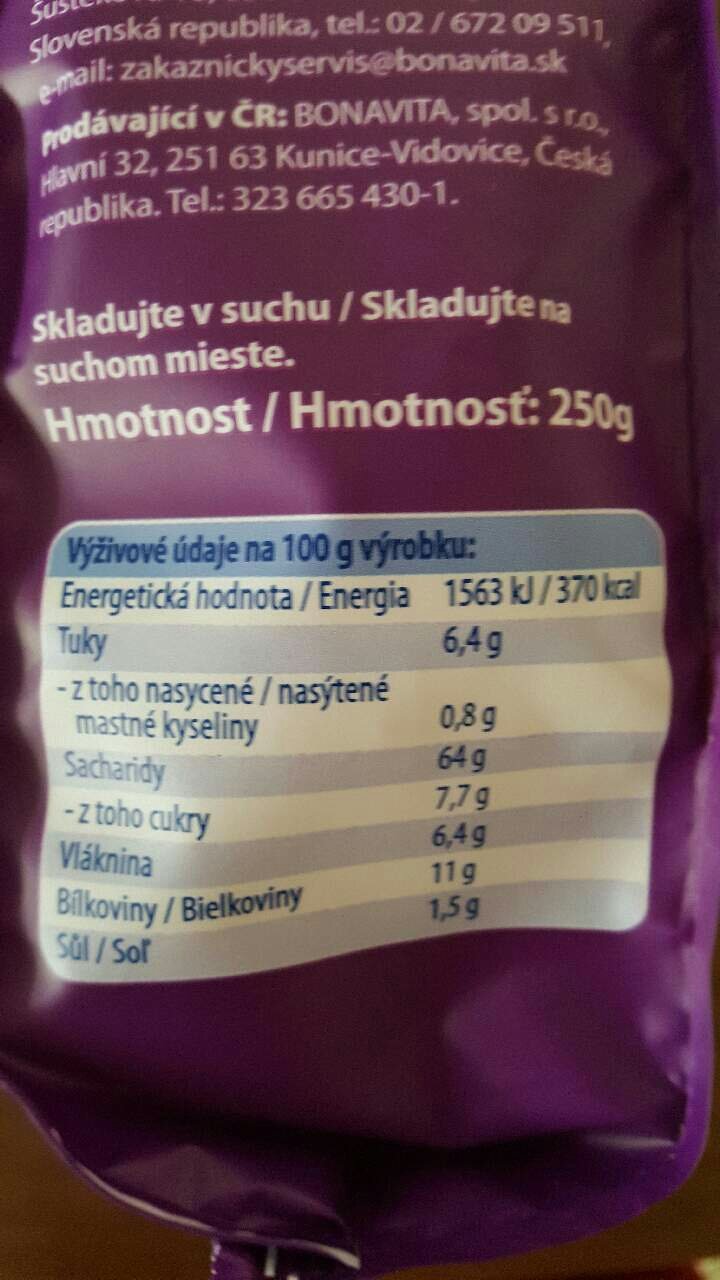 Slovenská republika, tel.: 02 / 672 09 511,
e-mail: zakaznickyservis@bonavita.sk
Prodávající v ČR: BONAVITA, spol. s r.o.,
Hlavní 32, 251 63 Kunice-Vidovice, Česká
republika. Tel.: 323 665 430-1.
Skladujte v suchu / Skladujte na
suchom mieste.
Hmotnost / Hmotnosť: 250g
Výživové údaje na 100 g výrobku:
Energetická hodnota / Energia 1563 kJ / 370 kcal
Tuky 6,4 g
- z toho nasycené / nasýtené
mastné kyseliny 0,8 g
Sacharidy 64 g
- z toho cukry 7,7 g
Vláknina 6,4 g
Bílkoviny / Bielkoviny 11 g
Sůl / Soľ 1,5 g